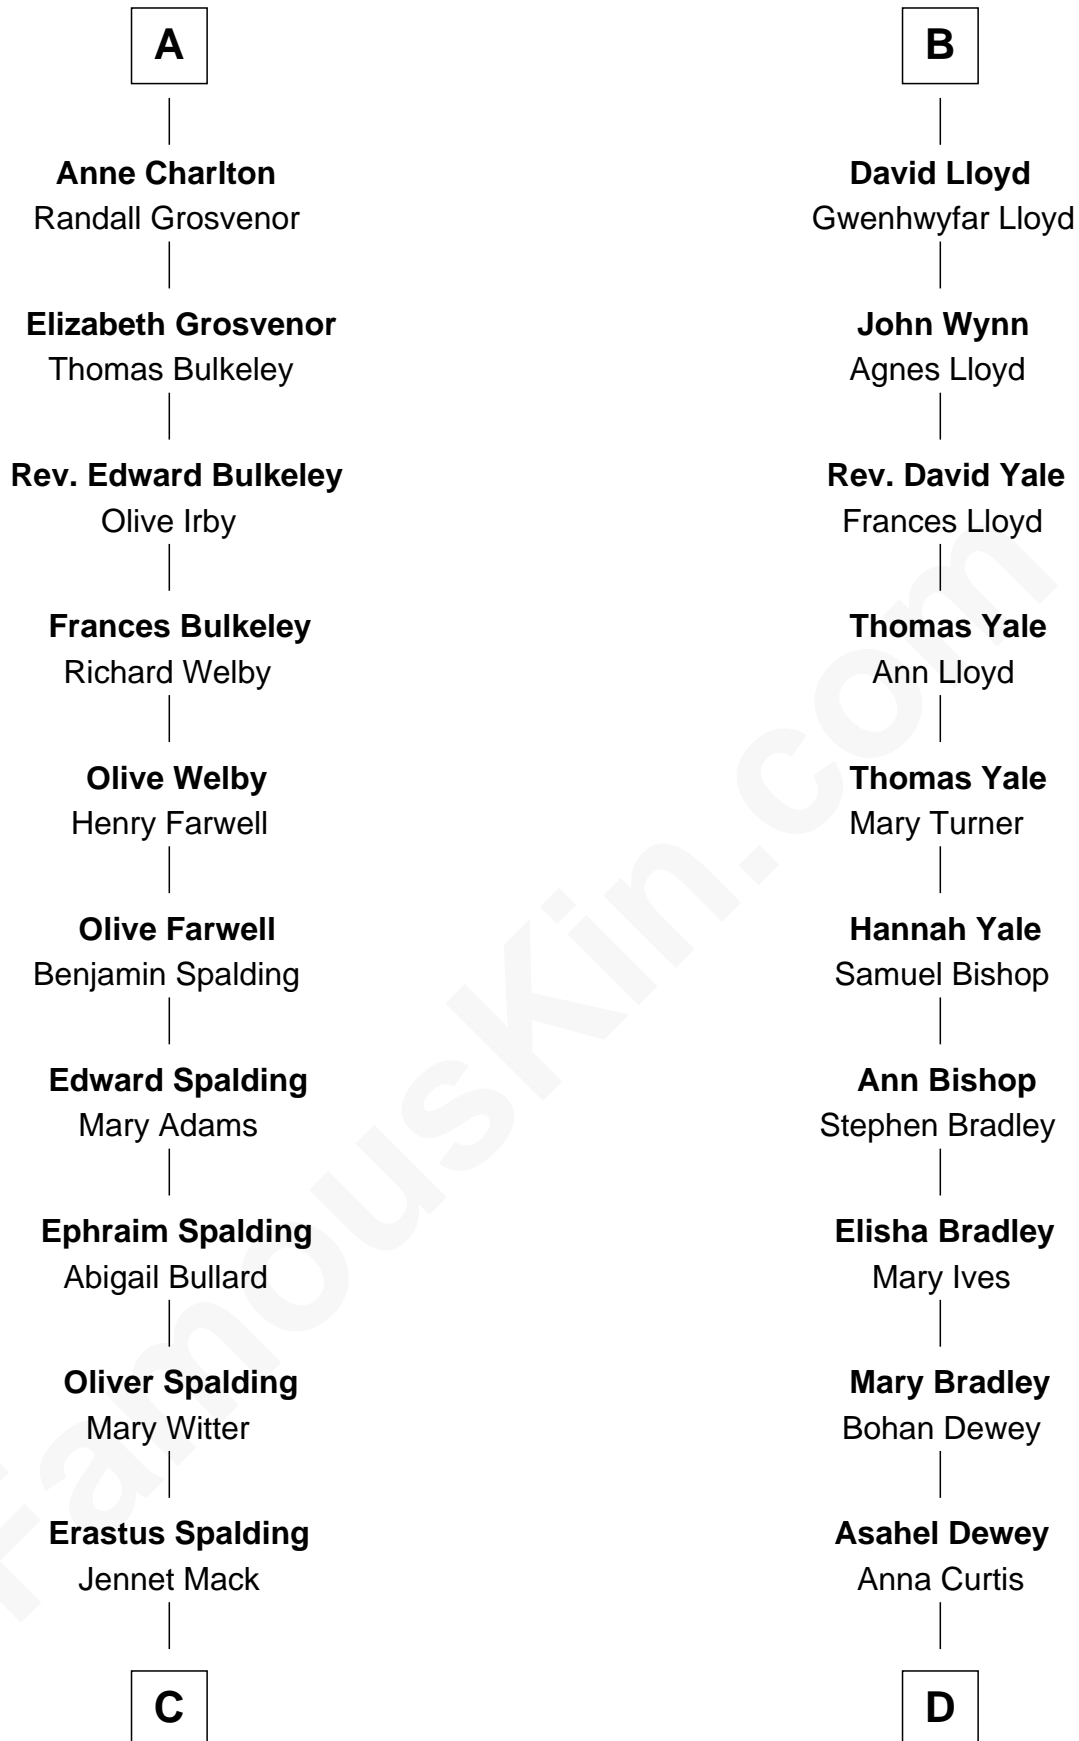 A
Anne Charlton
Randall Grosvenor
Elizabeth Grosvenor
Thomas Bulkeley
Rev. Edward Bulkeley
Olive Irby
Frances Bulkeley
Richard Welby
Olive Welby
Henry Farwell
Olive Farwell
Benjamin Spalding
Edward Spalding
Mary Adams
Ephraim Spalding
Abigail Bullard
Oliver Spalding
Mary Witter
Erastus Spalding
Jennet Mack
C
B
David Lloyd
Gwenhwyfar Lloyd
John Wynn
Agnes Lloyd
Rev. David Yale
Frances Lloyd
Thomas Yale
Ann Lloyd
Thomas Yale
Mary Turner
Hannah Yale
Samuel Bishop
Ann Bishop
Stephen Bradley
Elisha Bradley
Mary Ives
Mary Bradley
Bohan Dewey
Asahel Dewey
Anna Curtis
D
FamousKin.com